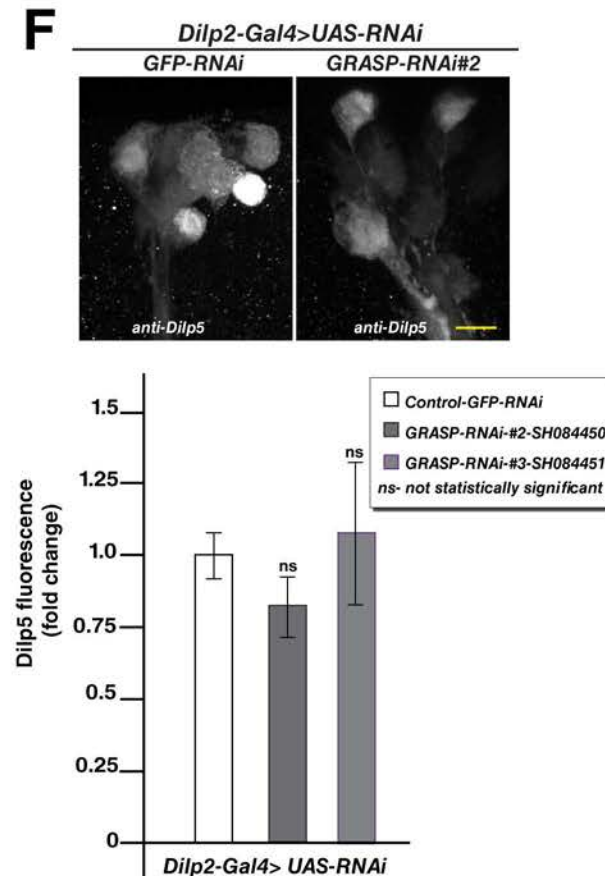 F
Dilp2-Gal4>UAS-RNAi
GFP-RNAi GRASP-RNAi#2
anti-Dilp5 anti-Dilp5
Control-GFP-RNAi
GRASP-RNAi-#2-SH084450
GRASP-RNAi-#3-SH084451
ns- not statistically significant
Dilp5 fluorescence
(fold change)
1.5
1.25
1.0
0.75
0.5
0.25
0
ns
ns
Dilp2-Gal4> UAS-RNAi